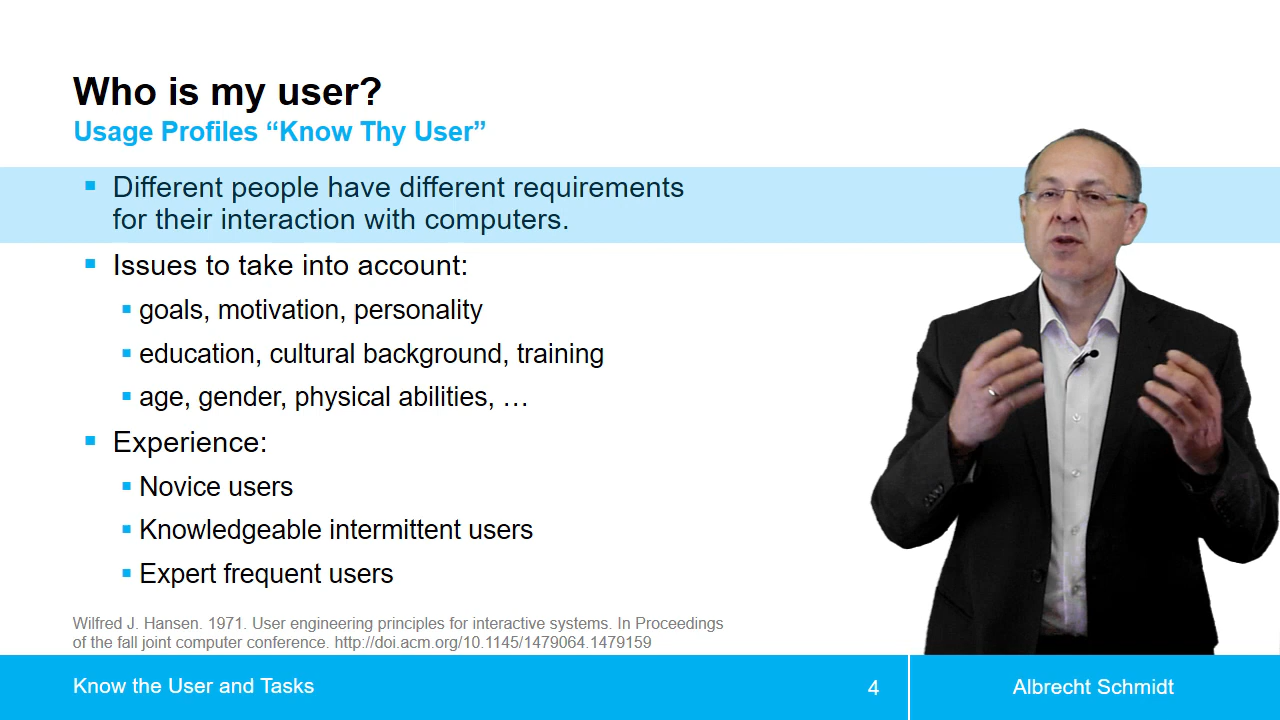 Who is my user?
Usage Profiles “Know Thy User”
Different people have different requirements
for their interaction with computers.
Issues to take into account:
goals, motivation, personality
education, cultural background, training
age, gender, physical abilities, …
Experience:
Novice users
Knowledgeable intermittent users
Expert frequent users
Wilfred J. Hansen. 1971. User engineering principles for interactive systems. In Proceedings
of the fall joint computer conference. http://doi.acm.org/10.1145/1479064.1479159
Know the User and Tasks
4
Albrecht Schmidt